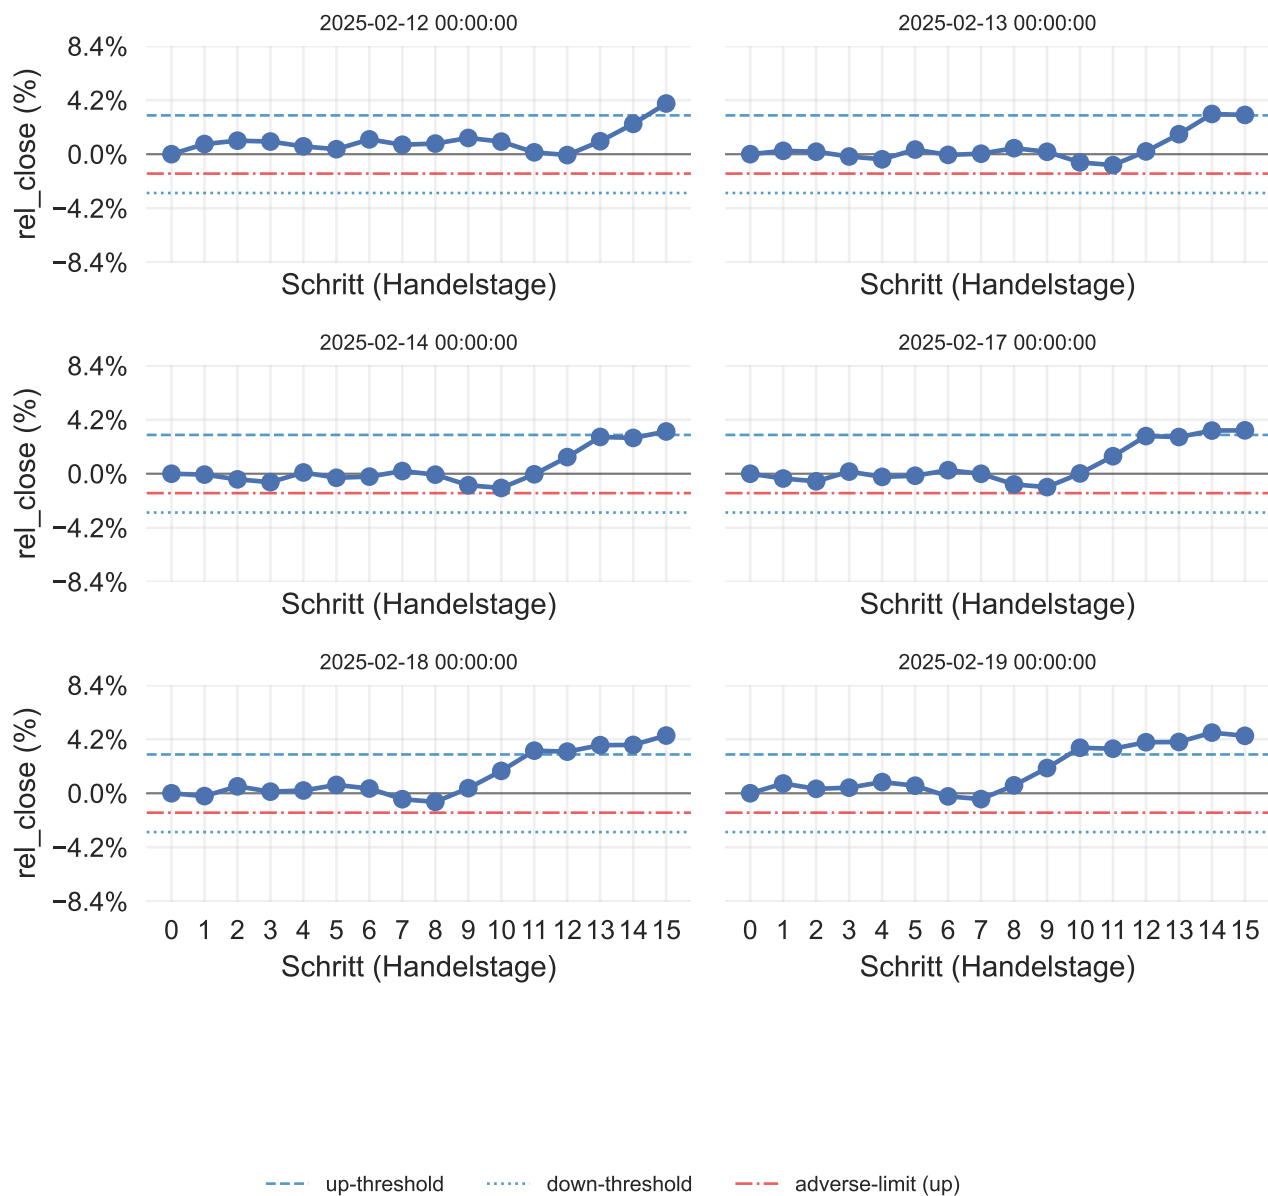 2025-02-12 00:00:00
2025-02-13 00:00:00
8.4%
4.2%
0.0%
−4.2%
−8.4%
rel_close (%)
Schritt (Handelstage)
Schritt (Handelstage)
2025-02-14 00:00:00
2025-02-17 00:00:00
8.4%
4.2%
0.0%
−4.2%
−8.4%
rel_close (%)
Schritt (Handelstage)
Schritt (Handelstage)
2025-02-18 00:00:00
2025-02-19 00:00:00
8.4%
4.2%
0.0%
−4.2%
−8.4%
rel_close (%)
0 1 2 3 4 5 6 7 8 9 10 11 12 13 14 15
0 1 2 3 4 5 6 7 8 9 10 11 12 13 14 15
Schritt (Handelstage)
Schritt (Handelstage)
up-threshold down-threshold adverse-limit (up)